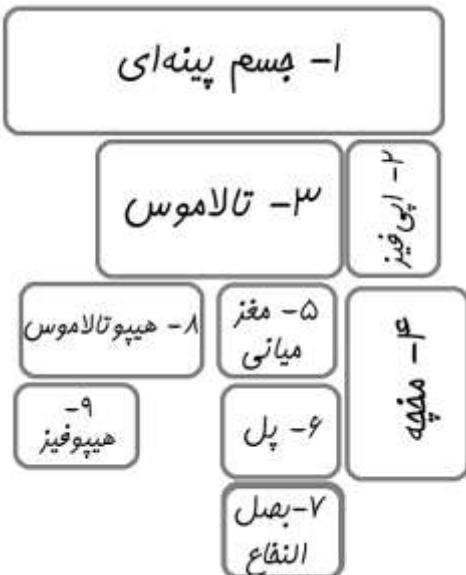 ۱- جسم پینه‌ای
۲- اپی فیز
۳- تالاموس
۴- مخچه
۵- مغز
میانی
۸- هیپوتالاموس
۶- پل
۹-
هیپوفیز
۷-بصل
النفاع